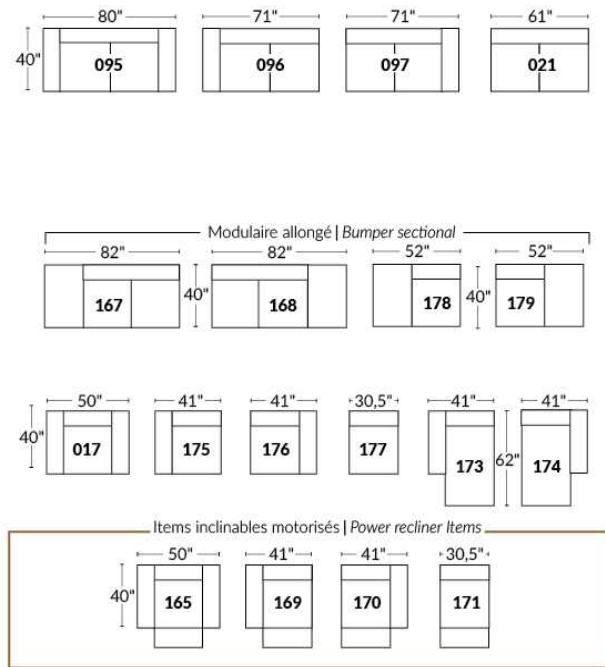 80" 71" 71" 61"
40" 095 096 097 021
Modulaire allongé | Bumper sectional
82" 82" 52" 52"
167 40" 168 178 40" 179
50" 41" 41" 30,5" 41" 41"
40" 017 175 176 177 173 62" 174
Items inclinables motorisés | Power recliner Items
50" 41" 41" 30,5"
40" 165 169 170 171